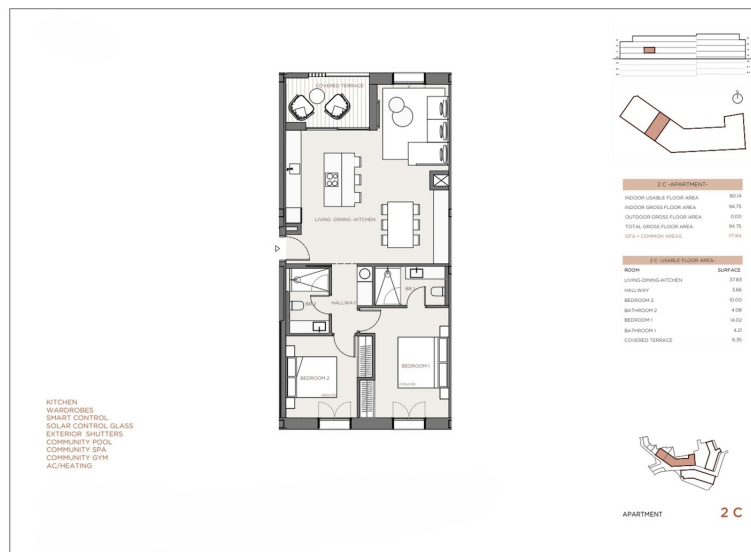 COVERED TERRACE
LIVING -DINING -KITCHEN
BR 2
HALLWAY
BR 1
BEDROOM 2
BEDROOM 1
KITCHEN
WARDROBES
SMART CONTROL
SOLAR CONTROL GLASS
EXTERIOR SHUTTERS
COMMUNITY POOL
COMMUNITY SPA
COMMUNITY GYM
AC/HEATING
2 C -APARTMENT-
INDOOR USABLE FLOOR AREA 80.14
INDOOR GROSS FLOOR AREA 94.75
OUTDOOR GROSS FLOOR AREA 0.00
TOTAL GROSS FLOOR AREA 94.75
GFA + COMMON AREAS 117.64
2 C -USABLE FLOOR AREA-
ROOM SURFACE
LIVING-DINING-KITCHEN 37.83
HALLWAY 3.66
BEDROOM 2 10.00
BATHROOM 2 4.08
BEDROOM 1 14.02
BATHROOM 1 4.21
COVERED TERRACE 6.35
APARTMENT 2 C